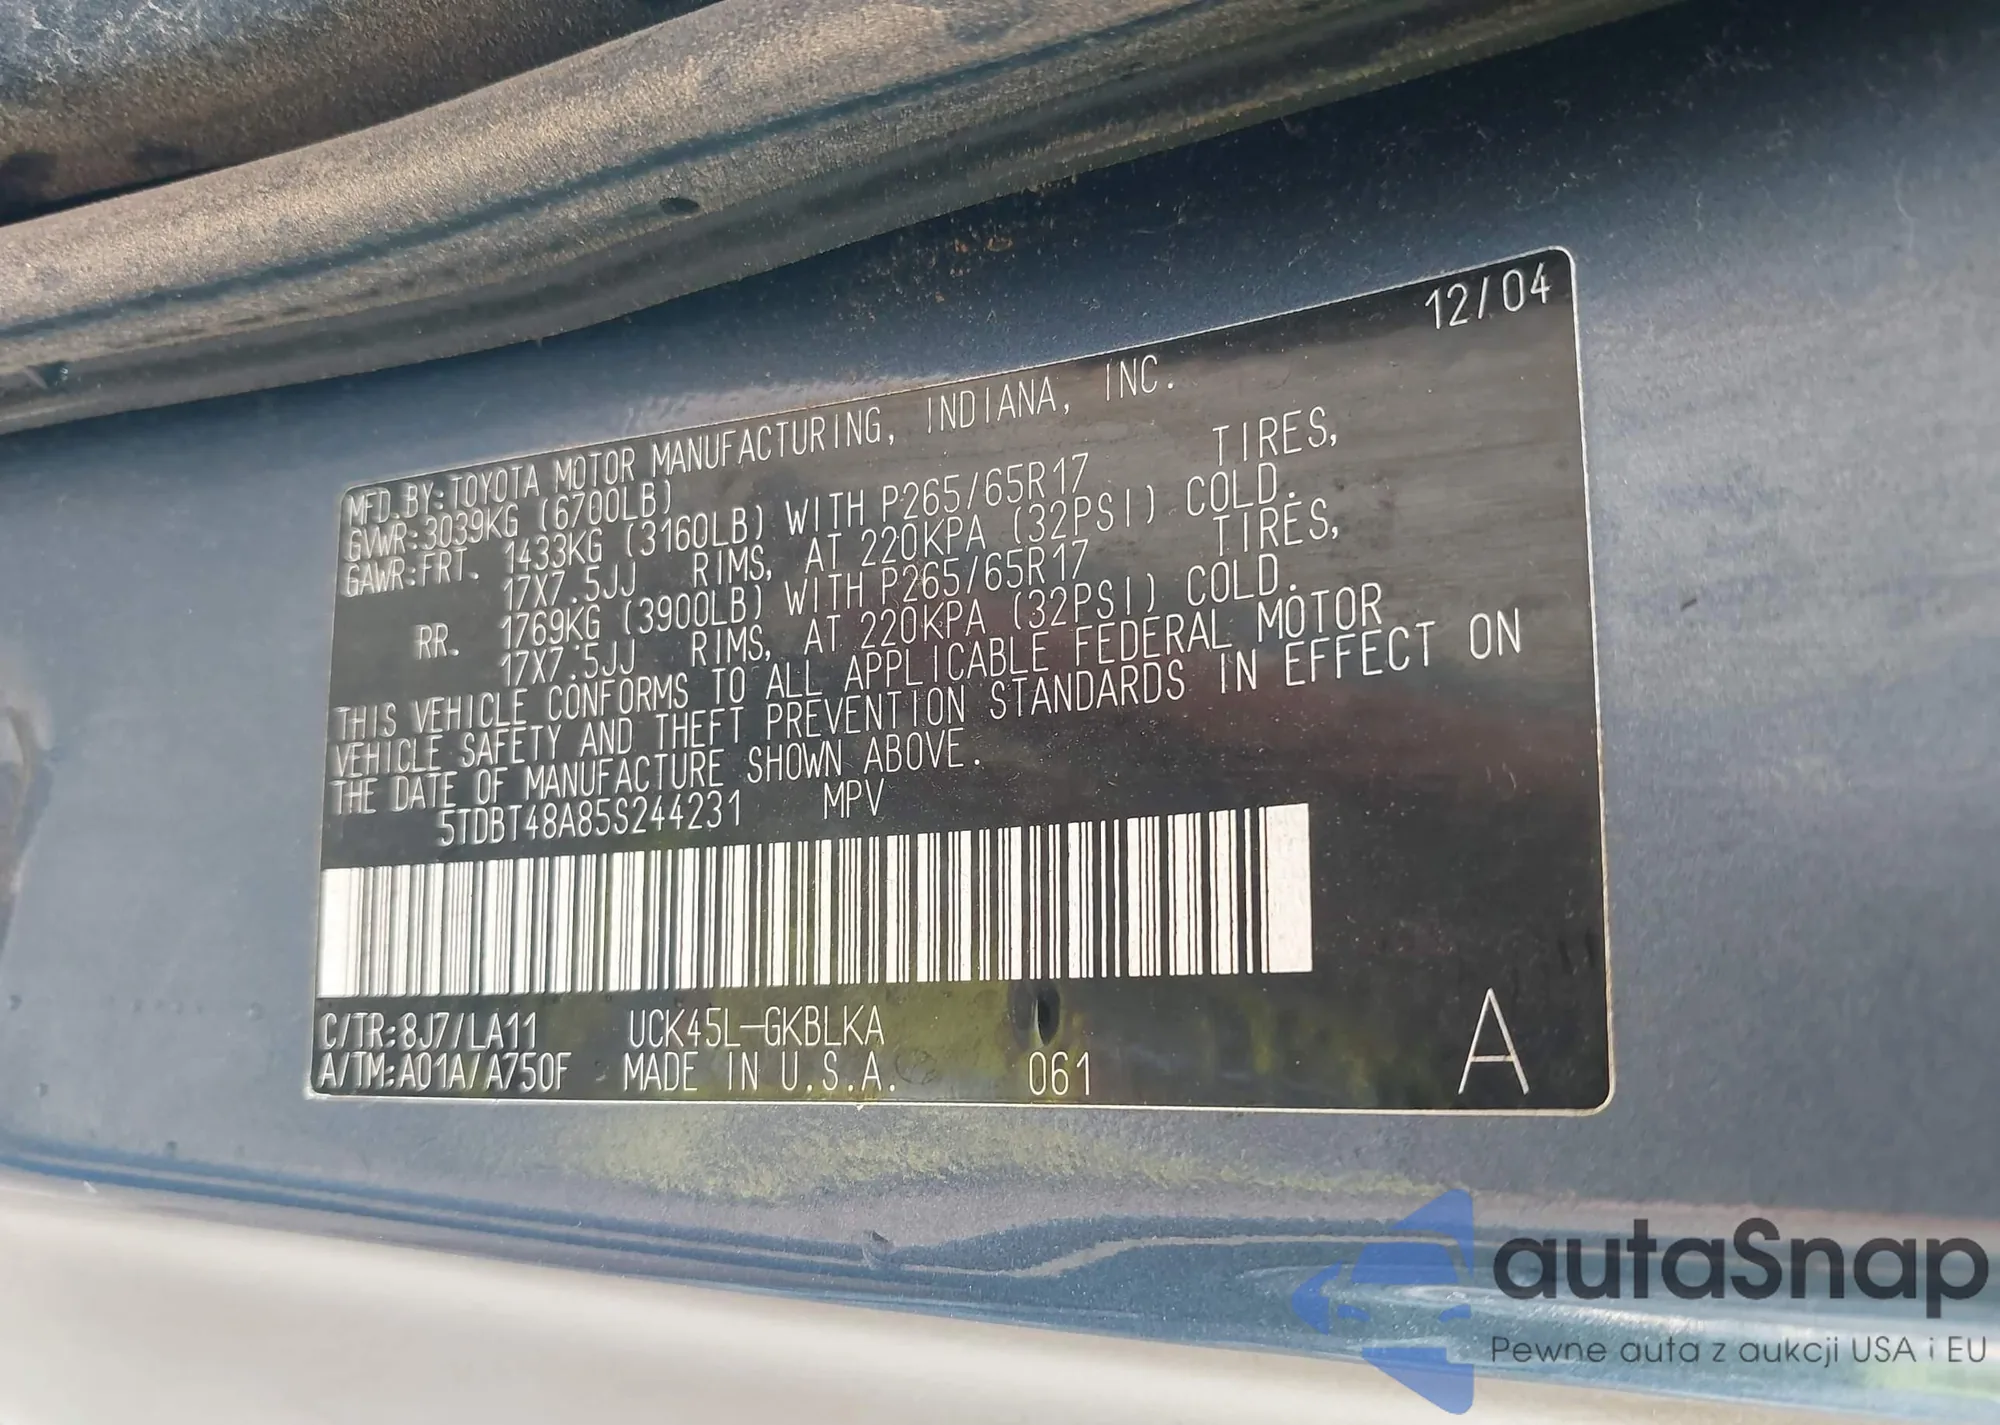 12/04
MFD.BY:TOYOTA MOTOR MANUFACTURING, INDIANA, INC.
GVWR:3039KG (6700LB)
GAWR:FRT. 1433KG (3160LB) WITH P265/65R17 TIRES,
17X7.5JJ RIMS, AT 220KPA (32PSI) COLD.
RR. 1769KG (3900LB) WITH P265/65R17 TIRES,
17X7.5JJ RIMS, AT 220KPA (32PSI) COLD.
THIS VEHICLE CONFORMS TO ALL APPLICABLE FEDERAL MOTOR
VEHICLE SAFETY AND THEFT PREVENTION STANDARDS IN EFFECT ON
THE DATE OF MANUFACTURE SHOWN ABOVE.
5TDBT48A85S244231 MPV
C/TR:8J7/LA11 UCK45L-GKBLKA
A/TM:A01A/A750F MADE IN U.S.A. 061
A
autaSnap
Pewne auta z aukcji USA i EU